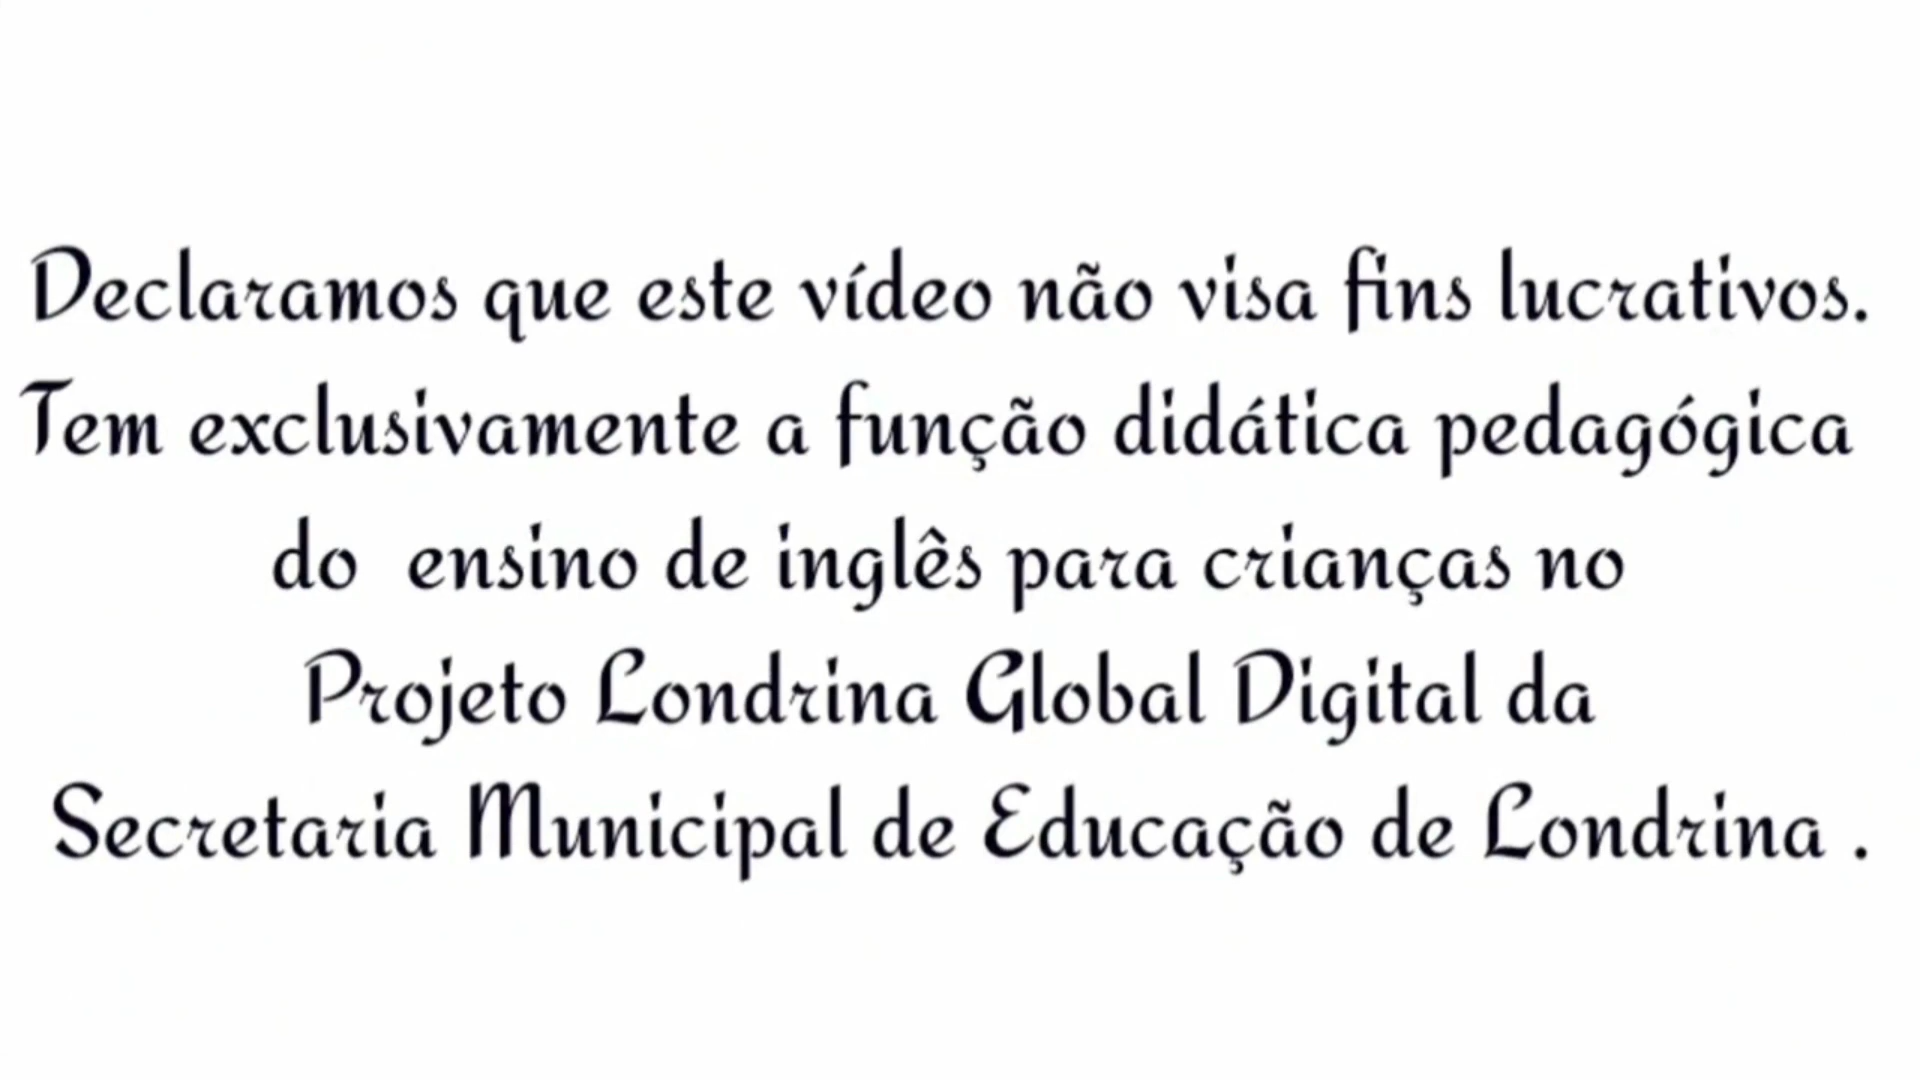 Declaramos que este vídeo não visa fins lucrativos.
Tem exclusivamente a função didática pedagógica
do ensino de inglês para crianças no
Projeto Londrina Global Digital da
Secretaria Municipal de Educação de Londrina .